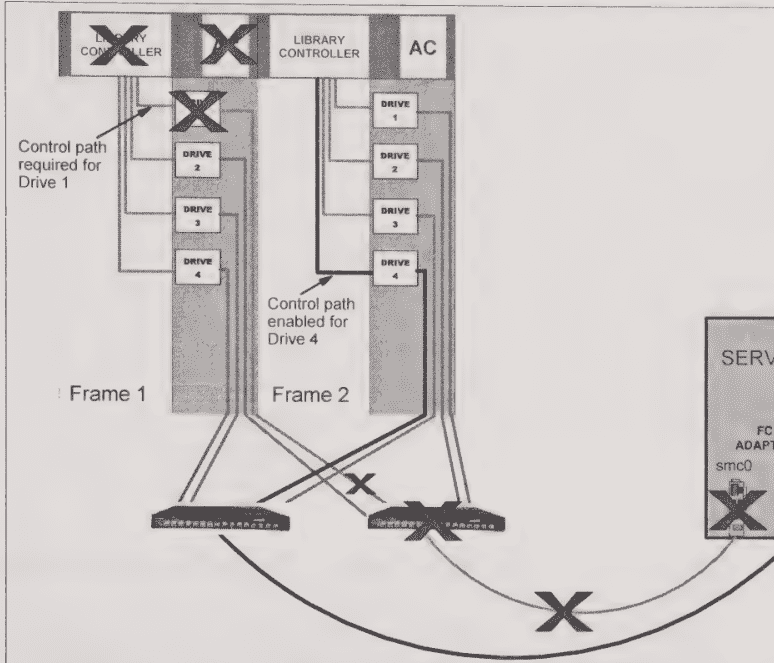 LIBRARY
CONTROLLER
LIBRARY
CONTROLLER
AC
DRIVE
1
Control path
required for
Drive 1
DRIVE
2
DRIVE
2
DRIVE
3
DRIVE
3
DRIVE
4
DRIVE
4
Control path
enabled for
Drive 4
Frame 1
Frame 2
SERV
FC
ADAPT
smc0